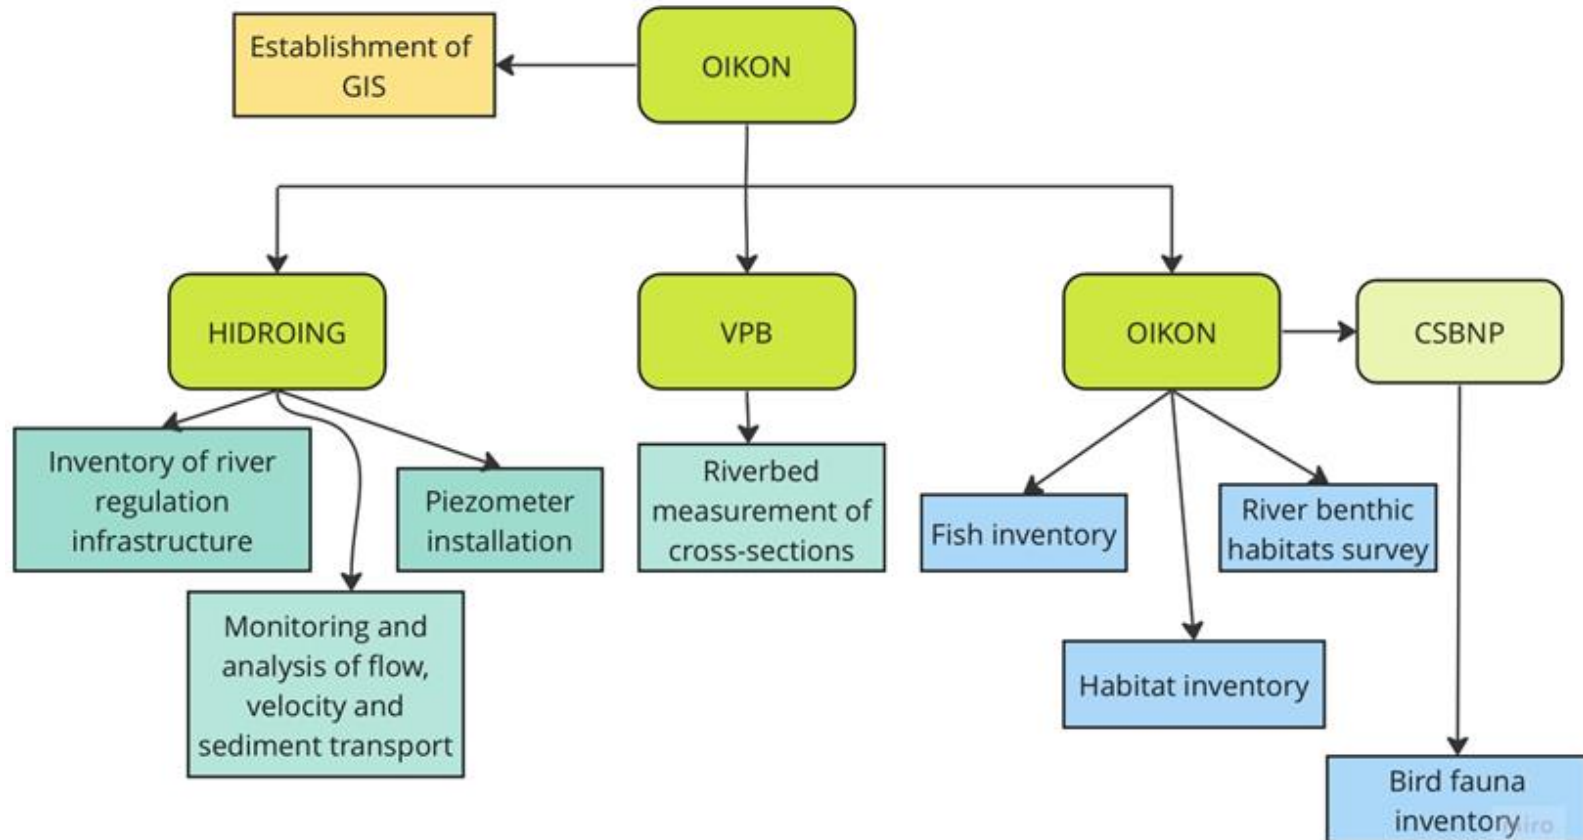 Establishment of
GIS
OIKON
HIDROING
VPB
OIKON
CSBNP
Inventory of river
regulation
infrastructure
Piezometer
installation
Monitoring and
analysis of flow,
velocity and
sediment transport
Riverbed
measurement of
cross-sections
Fish inventory
River benthic
habitats survey
Habitat inventory
Bird fauna
inventory
miro